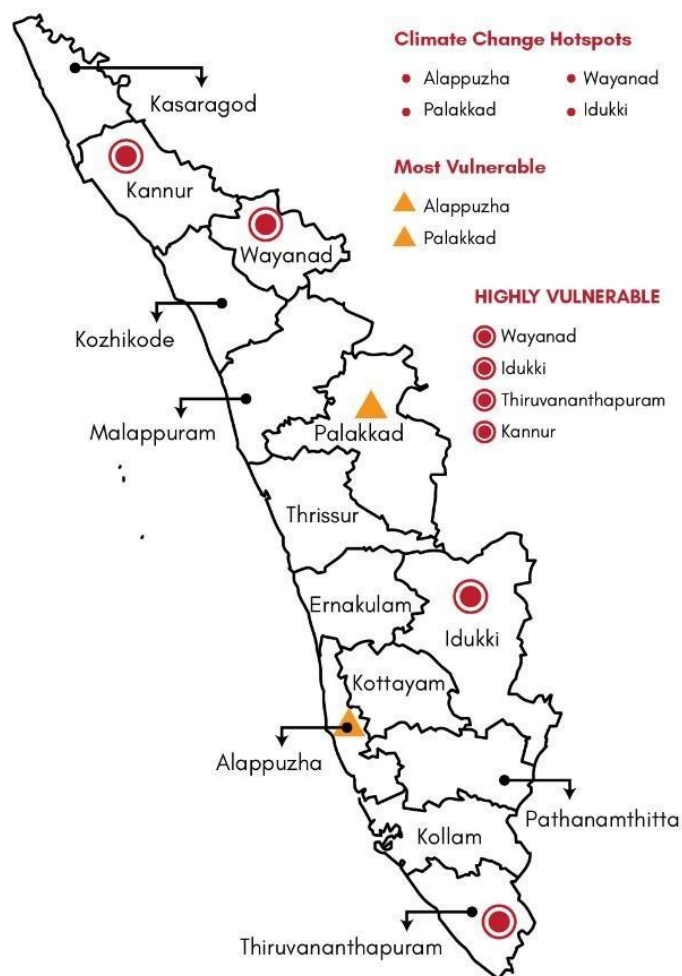 Climate Change Hotspots
Alappuzha Wayanad
Palakkad Idukki
Kasaragod
Most Vulnerable
Kannur
Alappuzha
Palakkad
Wayanad
HIGHLY VULNERABLE
Kozhikode
Wayanad
Idukki
Thiruvananthapuram
Kannur
Malappuram
Palakkad
Thrissur
Ernakulam
Idukki
Kottayam
Alappuzha
Pathanamthitta
Kollam
Thiruvananthapuram